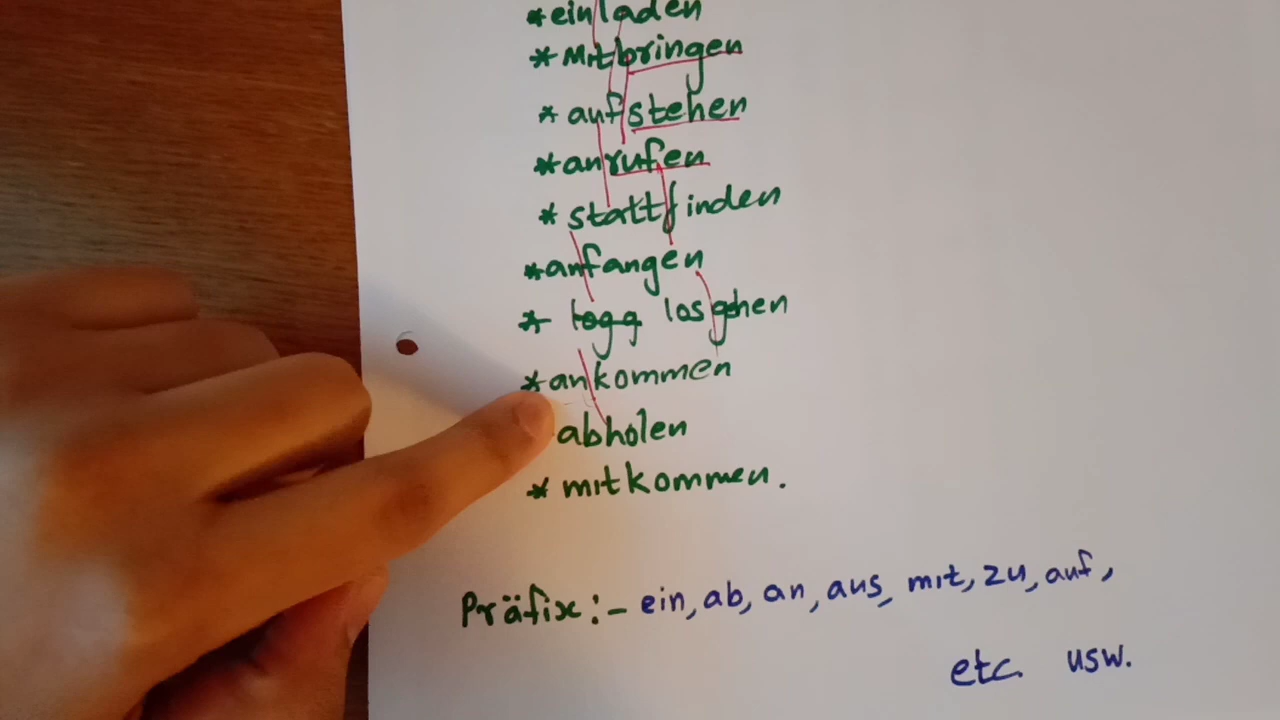 *einladen
*Mitbringen
*aufstehen
*anrufen
*stattfinden
*anfangen
* logg losgehen
*ankommen
abholen
*mitkommen.
Präfix:- ein, ab, an, aus, mit, zu, auf,
etc. usw.